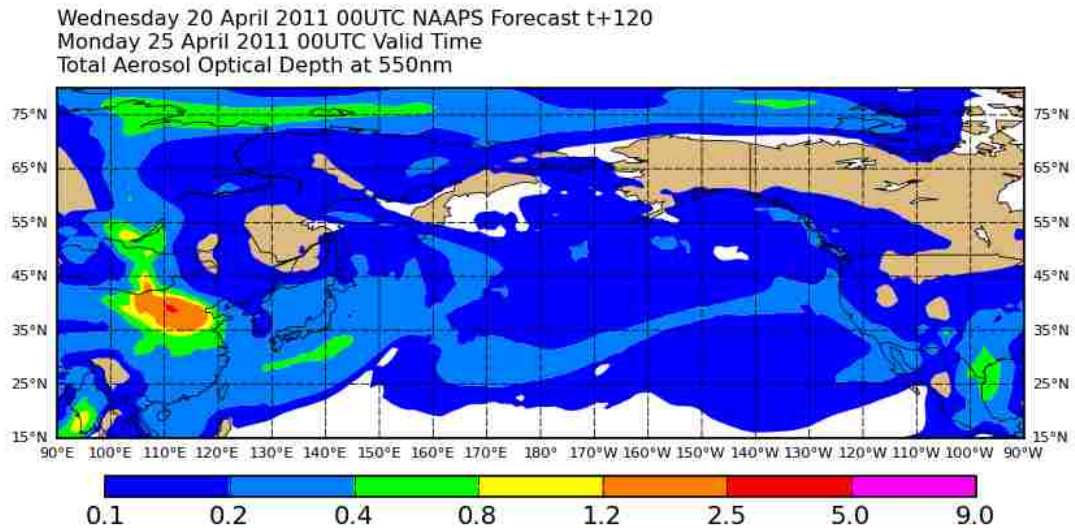 Wednesday 20 April 2011 00UTC NAAPS Forecast t+120
Monday 25 April 2011 00UTC Valid Time
Total Aerosol Optical Depth at 550nm
75°N 75°N
65°N 65°N
55°N 55°N
45°N 45°N
35°N 35°N
25°N 25°N
15°N 15°N
90°E 100°E 110°E 120°E 130°E 140°E 150°E 160°E 170°E 180° 170°W 160°W 150°W 140°W 130°W 120°W 110°W 100°W 90°W
0.1 0.2 0.4 0.8 1.2 2.5 5.0 9.0